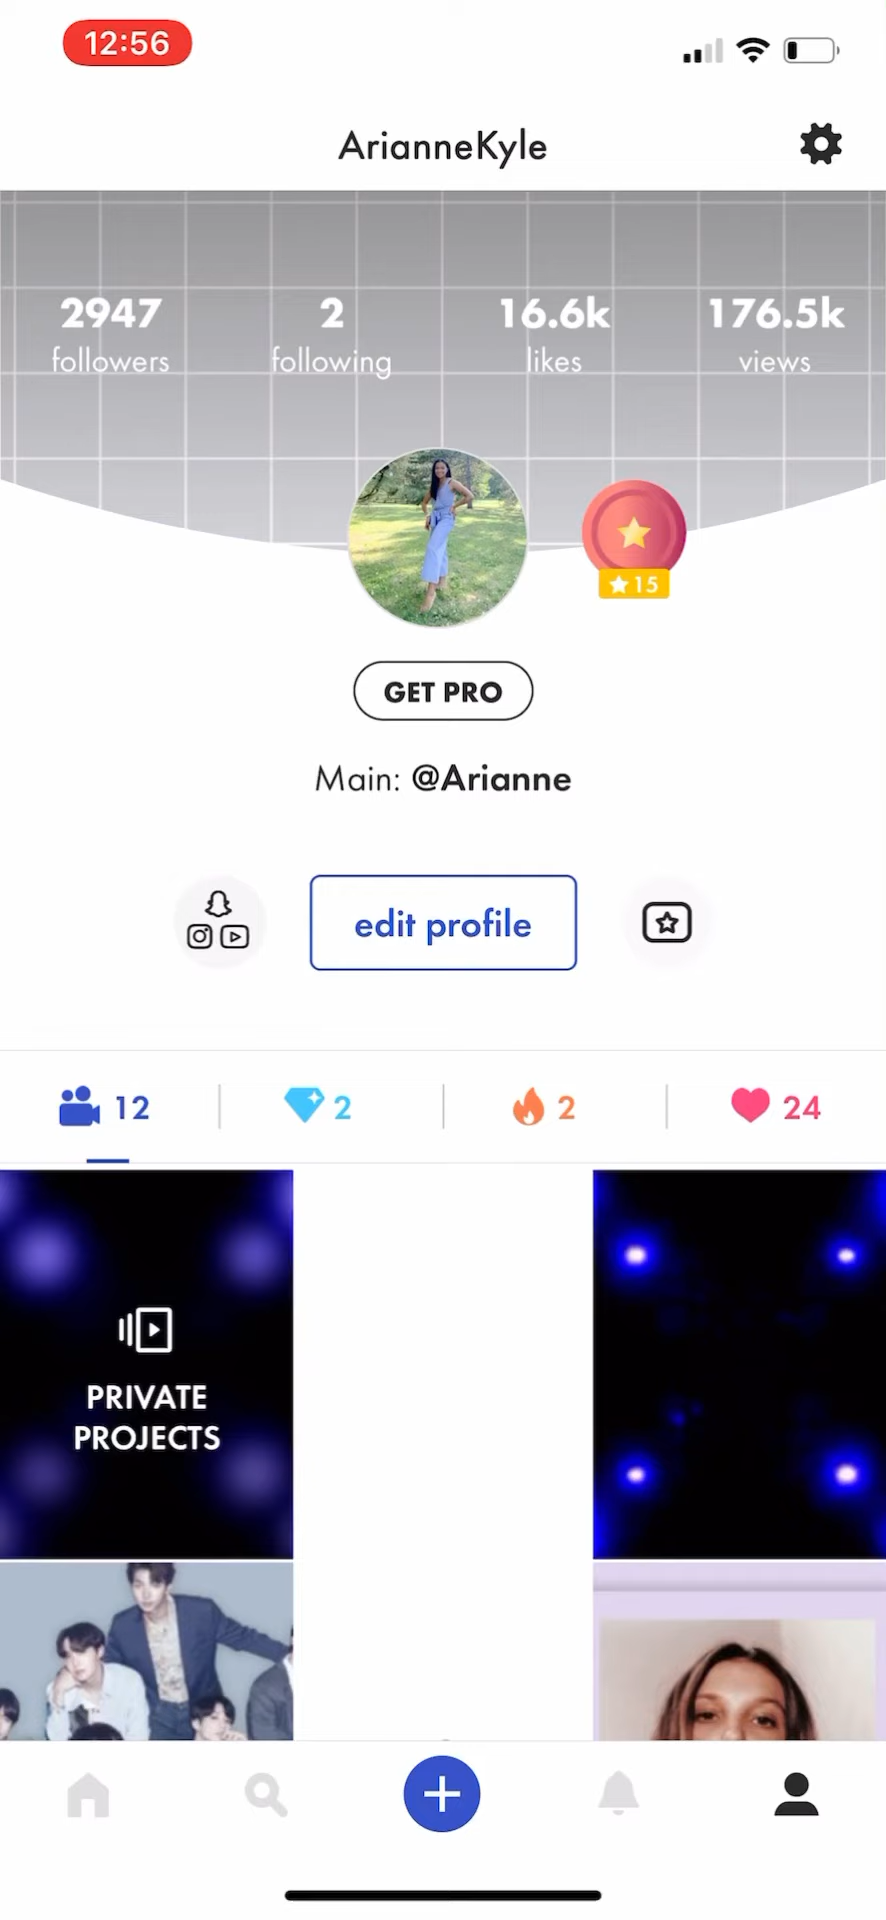 12:56
ArianneKyle
2947 2 16.6k 176.5k
followers following likes views
15
GET PRO
Main: @Arianne
edit profile
12 2 2 24
PRIVATE
PROJECTS